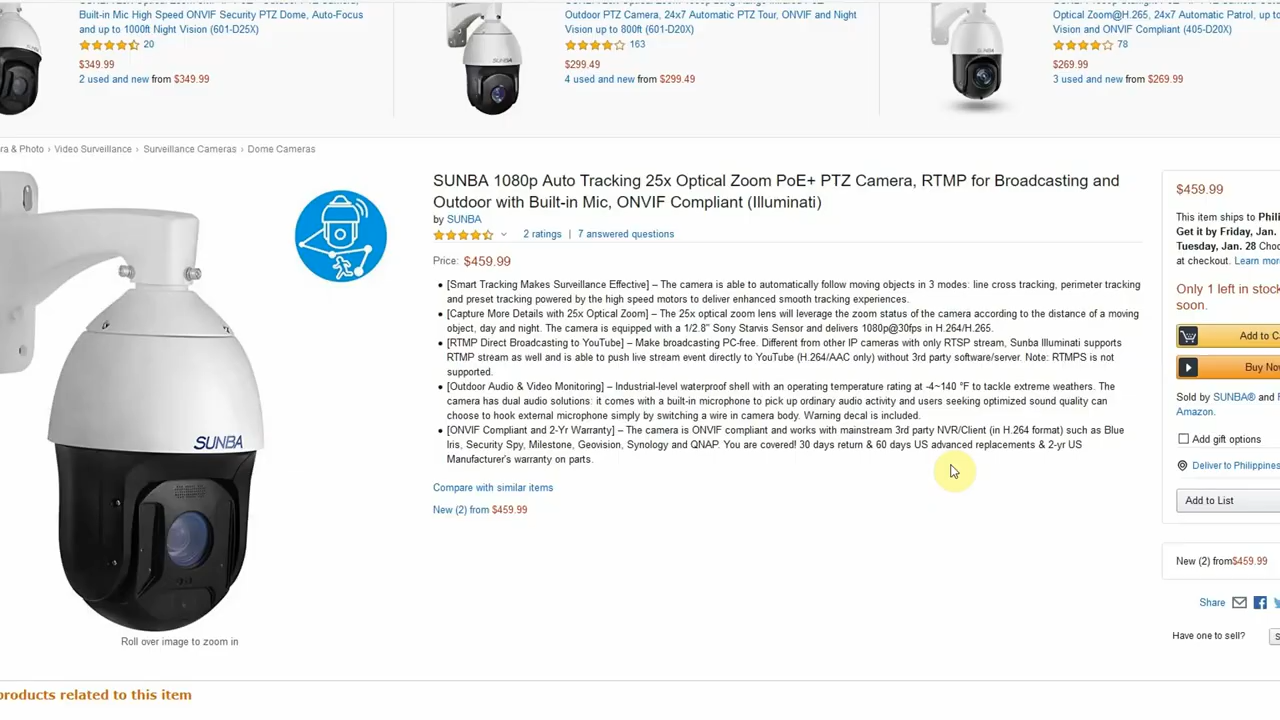 Built-in Mic High Speed ONVIF Security PTZ Dome, Auto-Focus
and up to 1000ft Night Vision (601-D25X)
20
$349.99
2 used and new from $349.99
Outdoor PTZ Camera, 24x7 Automatic PTZ Tour, ONVIF and Night
Vision up to 800ft (601-D20X)
163
$299.49
4 used and new from $299.49
Optical Zoom@H.265, 24x7 Automatic Patrol, up to
Vision and ONVIF Compliant (405-D20X)
78
$269.99
3 used and new from $269.99
ra & Photo › Video Surveillance › Surveillance Cameras › Dome Cameras
SUNBA
Roll over image to zoom in
SUNBA 1080p Auto Tracking 25x Optical Zoom PoE+ PTZ Camera, RTMP for Broadcasting and
Outdoor with Built-in Mic, ONVIF Compliant (Illuminati)
by SUNBA
2 ratings | 7 answered questions
Price: $459.99
• [Smart Tracking Makes Surveillance Effective] – The camera is able to automatically follow moving objects in 3 modes: line cross tracking, perimeter tracking
and preset tracking powered by the high speed motors to deliver enhanced smooth tracking experiences.
• [Capture More Details with 25x Optical Zoom] – The 25x optical zoom lens will leverage the zoom status of the camera according to the distance of a moving
object, day and night. The camera is equipped with a 1/2.8" Sony Starvis Sensor and delivers 1080p@30fps in H.264/H.265.
• [RTMP Direct Broadcasting to YouTube] – Make broadcasting PC-free. Different from other IP cameras with only RTSP stream, Sunba Illuminati supports
RTMP stream as well and is able to push live stream event directly to YouTube (H.264/AAC only) without 3rd party software/server. Note: RTMPS is not
supported.
• [Outdoor Audio & Video Monitoring] – Industrial-level waterproof shell with an operating temperature rating at -4~140 °F to tackle extreme weathers. The
camera has dual audio solutions: it comes with a built-in microphone to pick up ordinary audio activity and users seeking optimized sound quality can
choose to hook external microphone simply by switching a wire in camera body. Warning decal is included.
• [ONVIF Compliant and 2-Yr Warranty] – The camera is ONVIF compliant and works with mainstream 3rd party NVR/Client (in H.264 format) such as Blue
Iris, Security Spy, Milestone, Geovision, Synology and QNAP. You are covered! 30 days return & 60 days US advanced replacements & 2-yr US
Manufacturer's warranty on parts.
Compare with similar items
New (2) from $459.99
$459.99
This item ships to Phili
Get it by Friday, Jan.
Tuesday, Jan. 28 Choo
at checkout. Learn mor
Only 1 left in stock
soon.
Add to C
Buy Now
Sold by SUNBA® and F
Amazon.
Add gift options
Deliver to Philippines
Add to List
New (2) from$459.99
Share
Have one to sell?
S
products related to this item